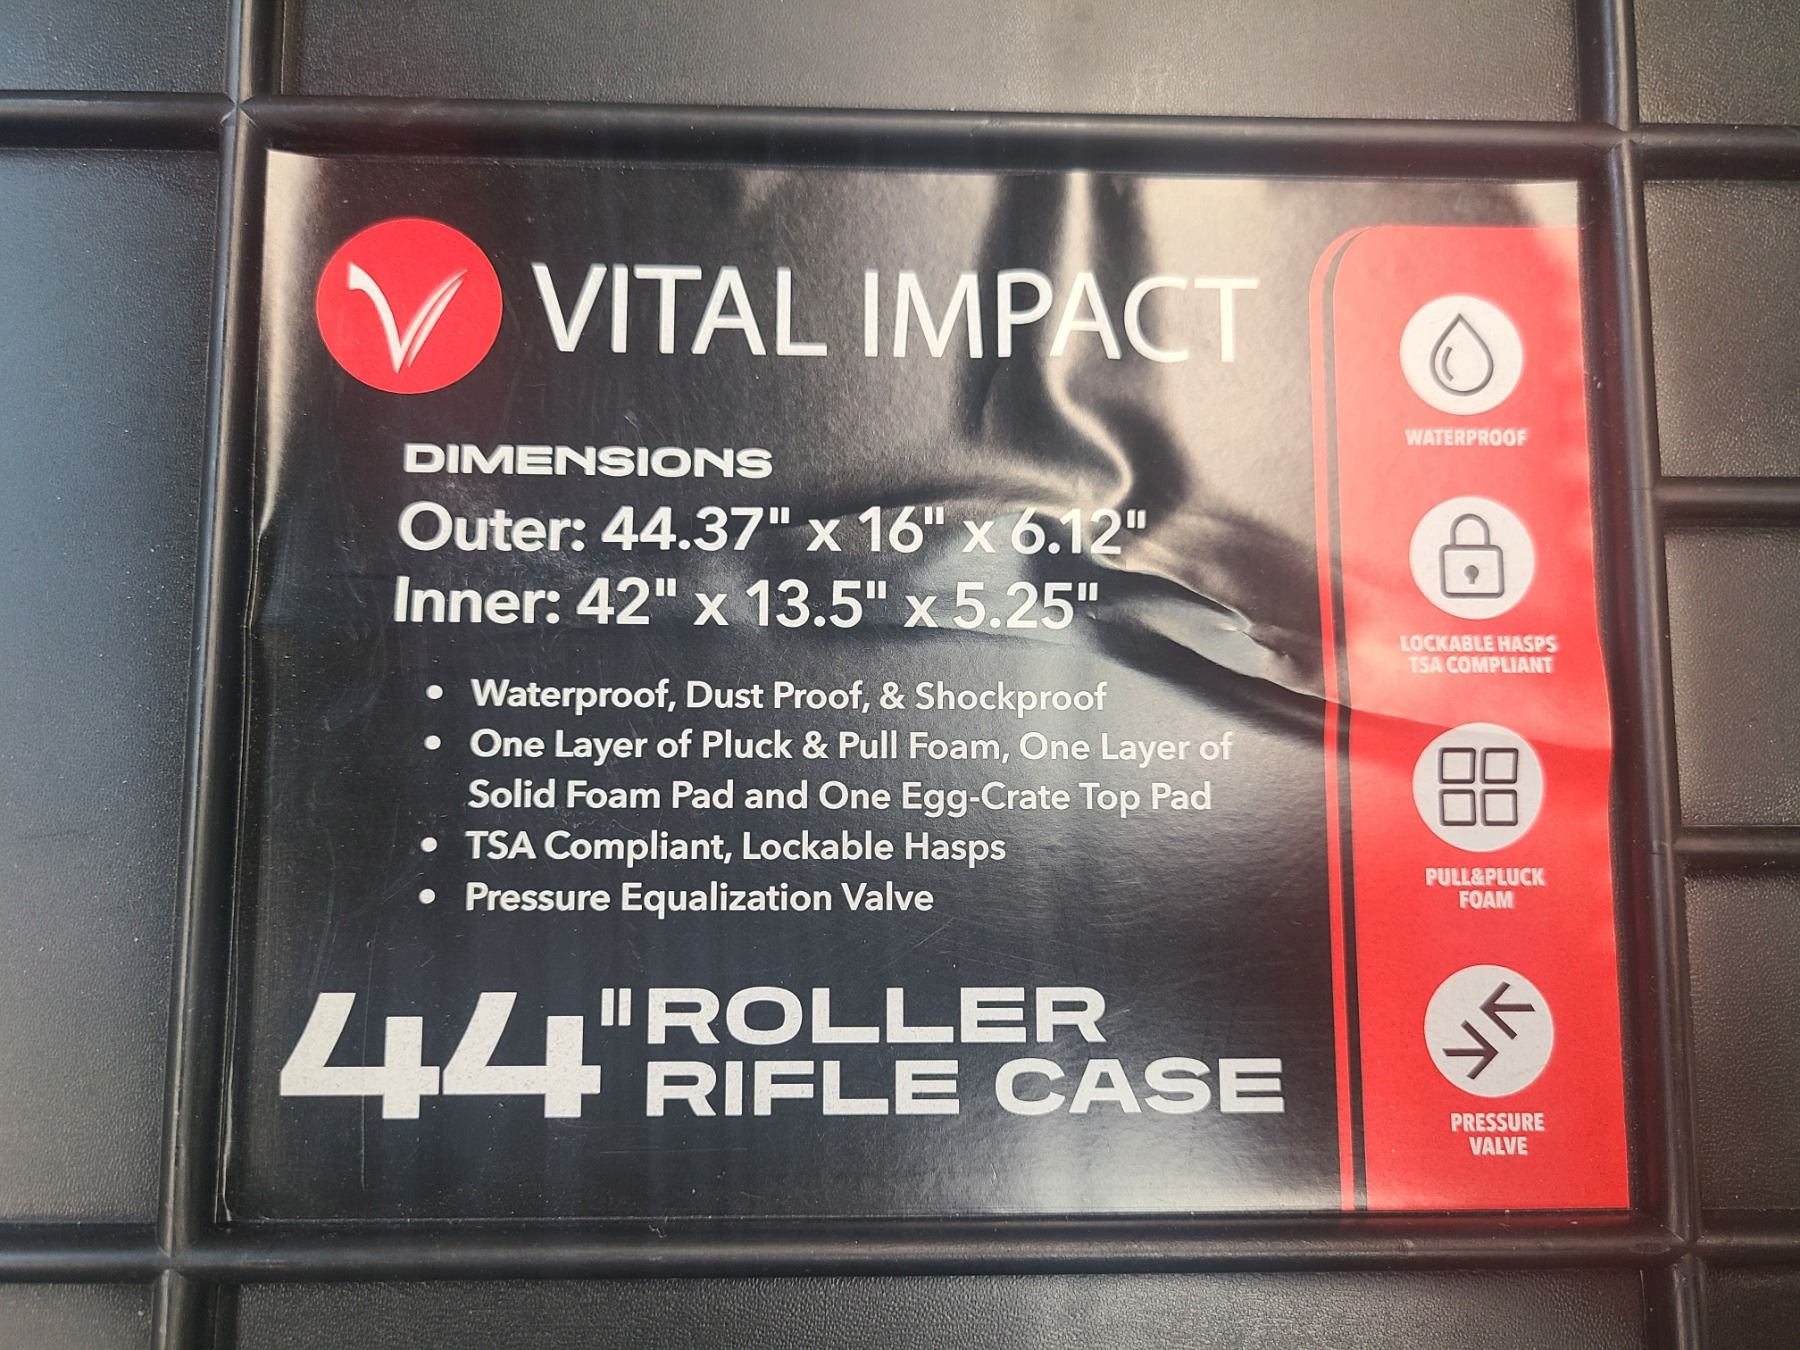 VITAL IMPACT
DIMENSIONS
Outer: 44.37" x 16" x 6.12"
Inner: 42" x 13.5" x 5.25"
• Waterproof, Dust Proof, & Shockproof
• One Layer of Pluck & Pull Foam, One Layer of
Solid Foam Pad and One Egg-Crate Top Pad
• TSA Compliant, Lockable Hasps
• Pressure Equalization Valve
44" ROLLER
RIFLE CASE
WATERPROOF
LOCKABLE HASPS
TSA COMPLIANT
PULL&PLUCK
FOAM
PRESSURE
VALVE